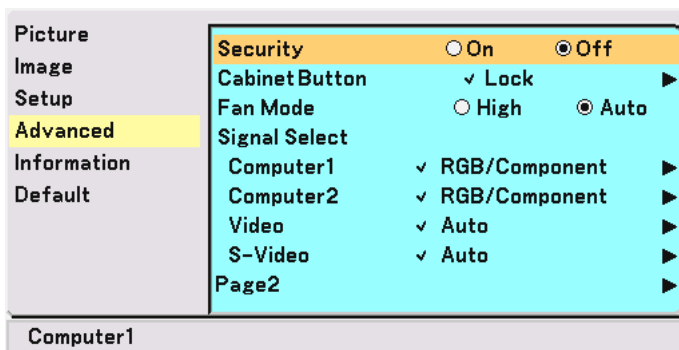 Picture
Image
Setup
Advanced
Information
Default
Security On Off
Cabinet Button Lock
Fan Mode High Auto
Signal Select
Computer1 RGB/Component
Computer2 RGB/Component
Video Auto
S-Video Auto
Page2
Computer1